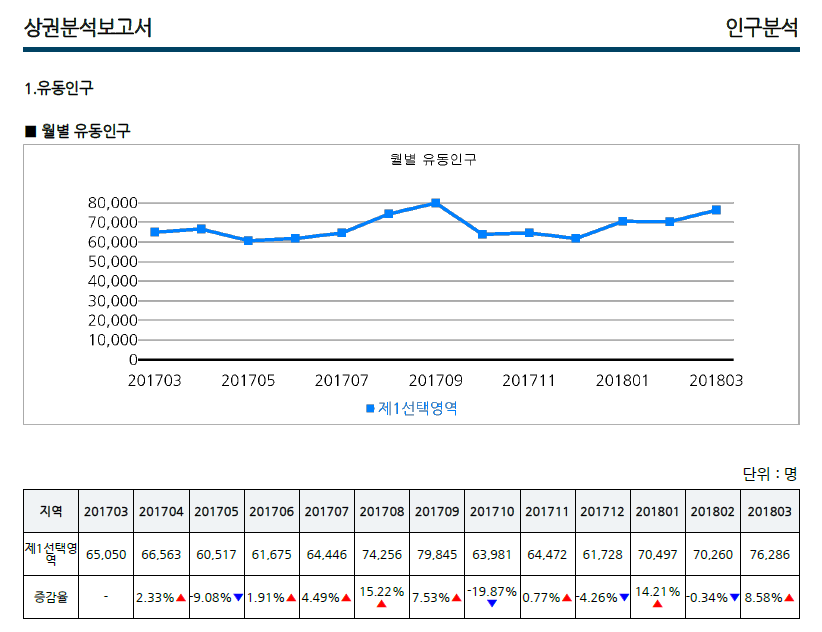 상권분석보고서 인구분석
1.유동인구
■ 월별 유동인구
월별 유동인구
80,000
70,000
60,000
50,000
40,000
30,000
20,000
10,000
0
201703 201705 201707 201709 201711 201801 201803
제1선택영역
단위 : 명
지역 201703 201704 201705 201706 201707 201708 201709 201710 201711 201712 201801 201802 201803
제1선택영역 65,050 66,563 60,517 61,675 64,446 74,256 79,845 63,981 64,472 61,728 70,497 70,260 76,286
증감율 - 2.33%▲ -9.08%▼ 1.91%▲ 4.49%▲ 15.22%▲ 7.53%▲ -19.87%▼ 0.77%▲ -4.26%▼ 14.21%▲ -0.34%▼ 8.58%▲